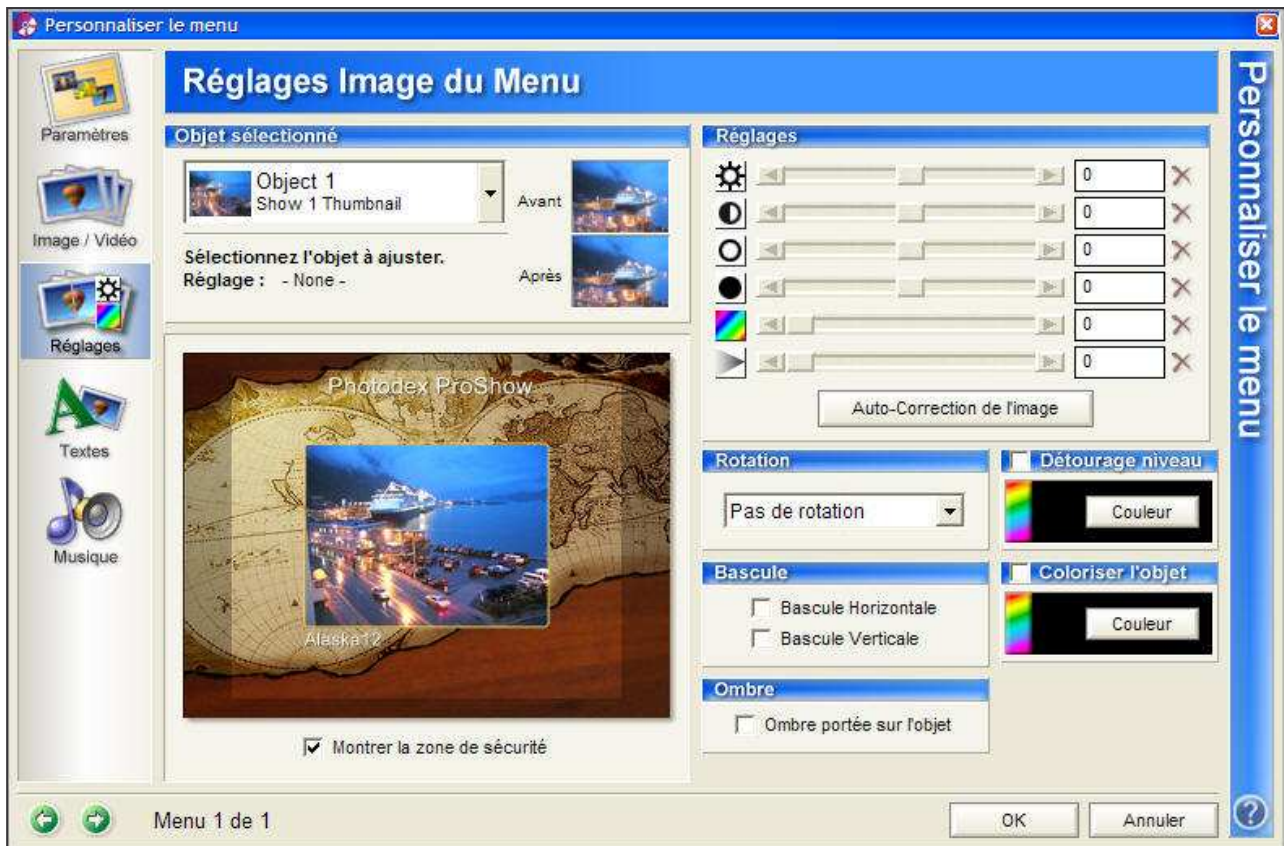 Personnaliser le menu
Paramètres
Image / Vidéo
Réglages
Textes
Musique
Réglages Image du Menu
Objet sélectionné
Object 1
Show 1 Thumbnail
Avant
Sélectionnez l'objet à ajuster.
Réglage : - None -
Après
Photodex ProShow
Alaska12
Montrer la zone de sécurité
Réglages
0
0
0
0
0
0
Auto-Correction de l'image
Rotation
Pas de rotation
Détourage niveau
Couleur
Bascule
Bascule Horizontale
Bascule Verticale
Coloriser l'objet
Couleur
Ombre
Ombre portée sur l'objet
Personnaliser le menu
Menu 1 de 1
OK
Annuler
?